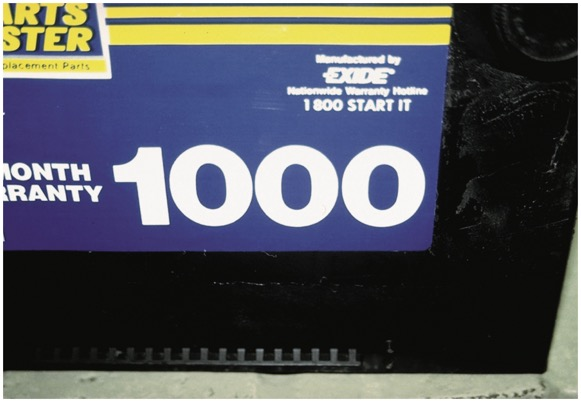 ARTS
STER
placement Parts
Manufactured by
EXIDE
Nationwide Warranty Hotline
1 800 START IT
MONTH
RRANTY
1000